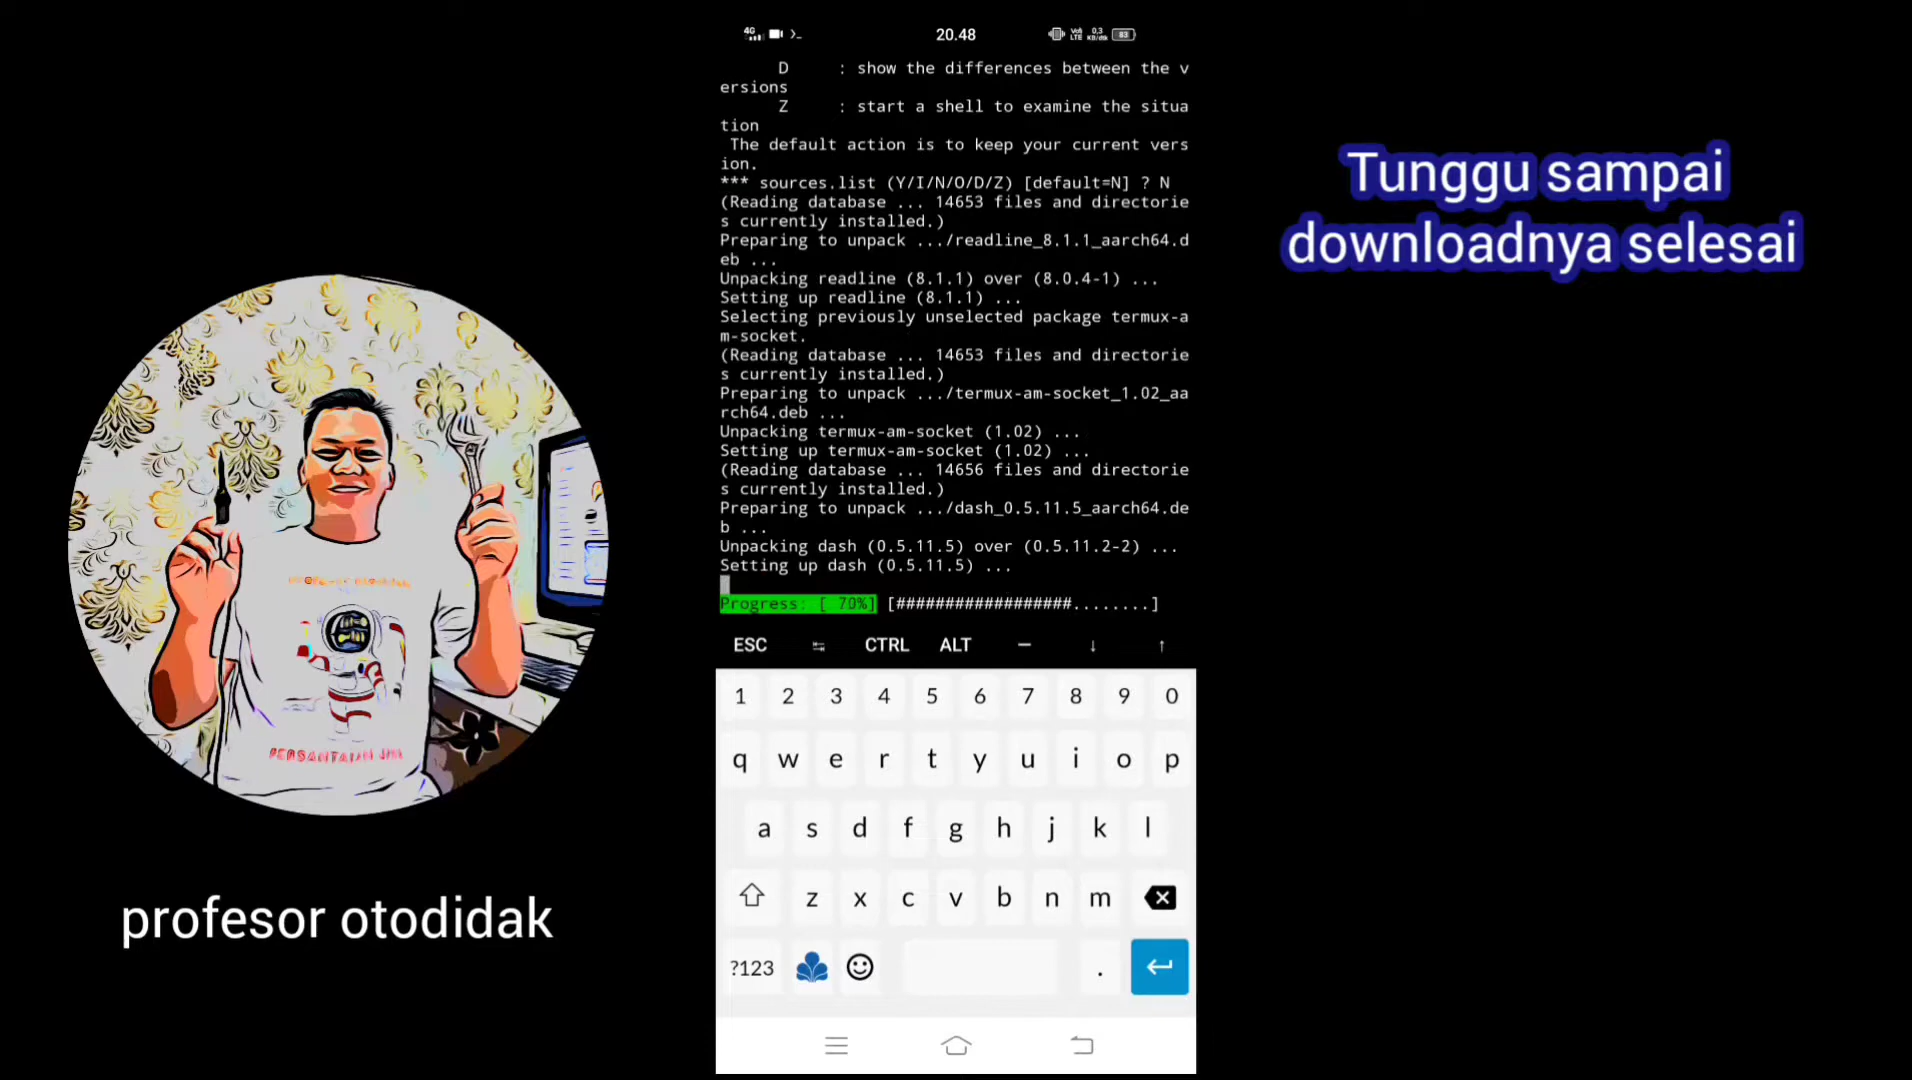 20.48
4G
Vo)
LTE
0,3
KB/dtk
83
D : show the differences between the v
ersions
Z : start a shell to examine the situa
tion
The default action is to keep your current vers
ion.
*** sources.list (Y/I/N/O/D/Z) [default=N] ? N
(Reading database ... 14653 files and directorie
s currently installed.)
Preparing to unpack .../readline_8.1.1_aarch64.d
eb ...
Unpacking readline (8.1.1) over (8.0.4-1) ...
Setting up readline (8.1.1) ...
Selecting previously unselected package termux-a
m-socket.
(Reading database ... 14653 files and directorie
s currently installed.)
Preparing to unpack .../termux-am-socket_1.02_aa
rch64.deb ...
Unpacking termux-am-socket (1.02) ...
Setting up termux-am-socket (1.02) ...
(Reading database ... 14656 files and directorie
s currently installed.)
Preparing to unpack .../dash_0.5.11.5_aarch64.de
b ...
Unpacking dash (0.5.11.5) over (0.5.11.2-2) ...
Setting up dash (0.5.11.5) ...
Progress: [ 70%] [##################........]
ESC ↹ CTRL ALT — ↓ ↑
1 2 3 4 5 6 7 8 9 0
q w e r t y u i o p
a s d f g h j k l
z x c v b n m
?123 .
Tunggu sampai
downloadnya selesai
profesor otodidak